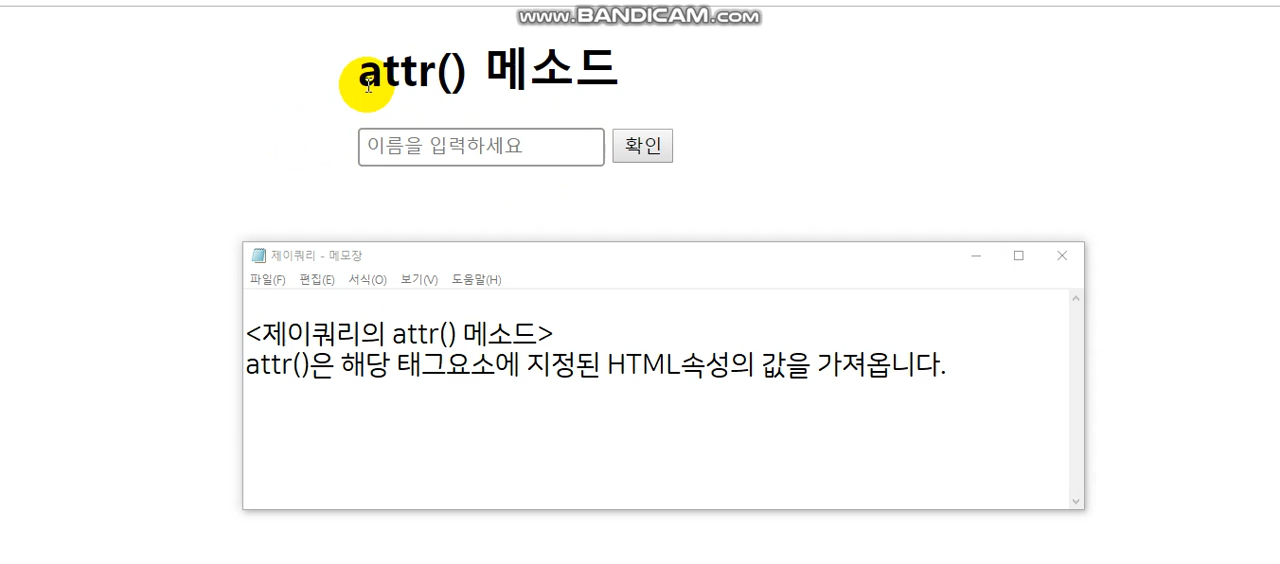 www.BANDICAM.com
attr() 메소드
이름을 입력하세요 확인
제이쿼리 - 메모장
파일(F) 편집(E) 서식(O) 보기(V) 도움말(H)
<제이쿼리의 attr() 메소드>
attr()은 해당 태그요소에 지정된 HTML속성의 값을 가져옵니다.